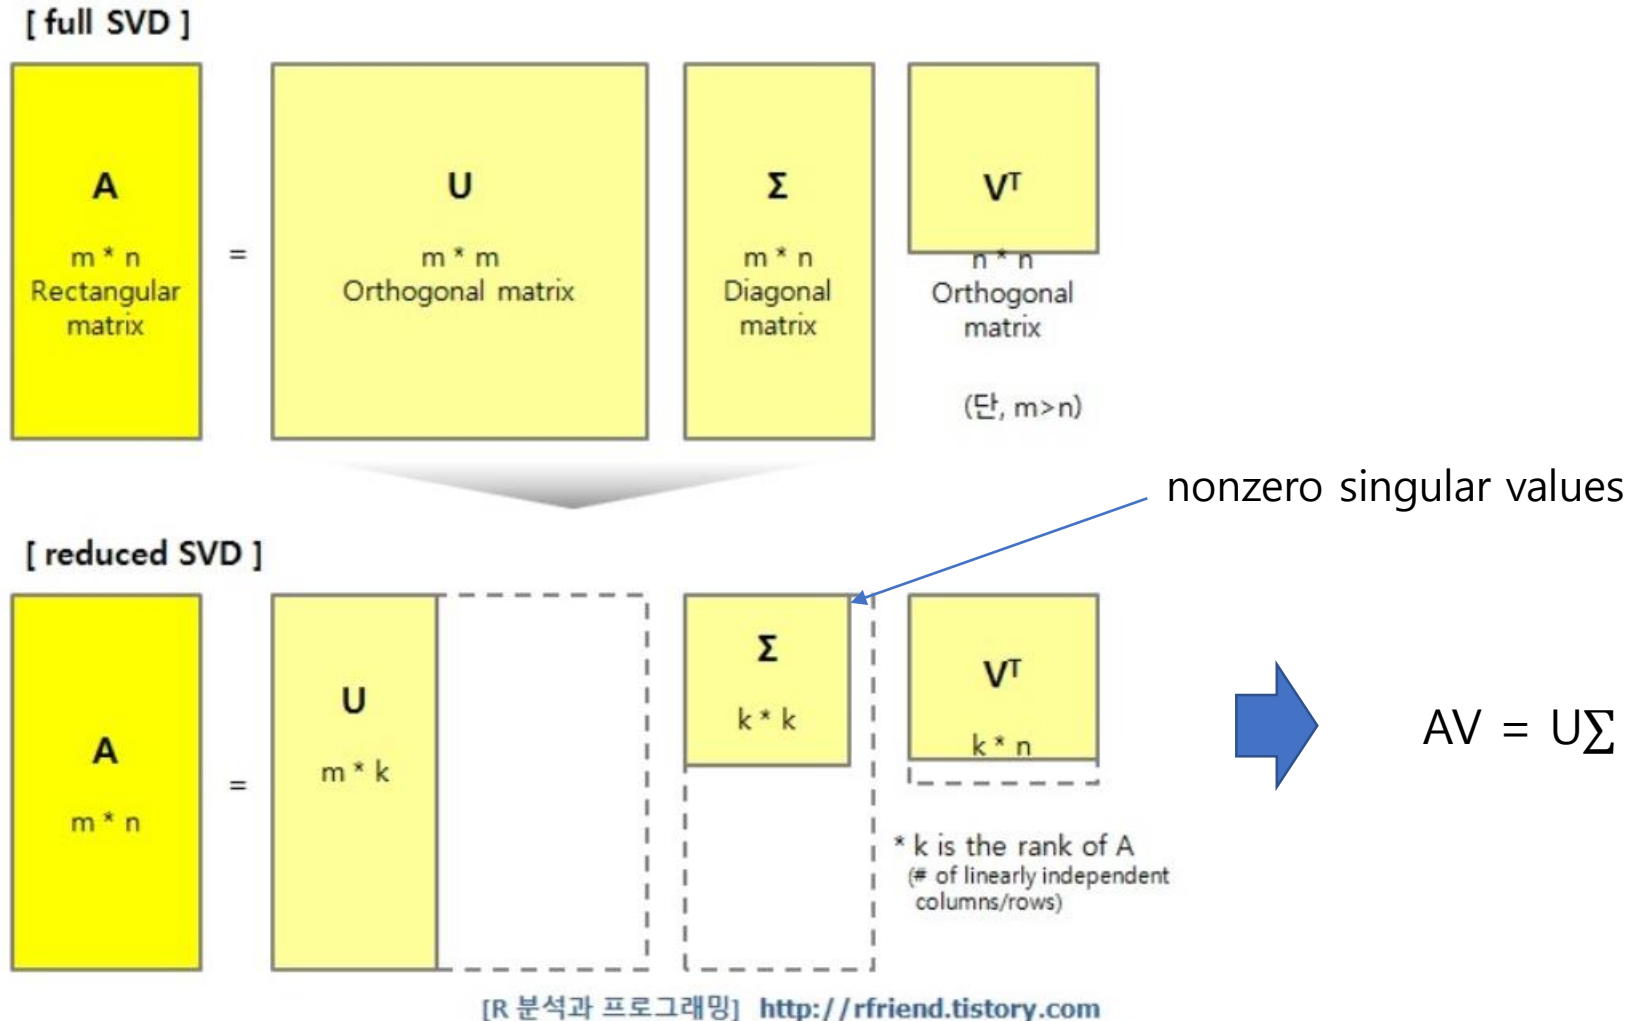 [ full SVD ]
A
m * n
Rectangular
matrix
=
U
m * m
Orthogonal matrix
Σ
m * n
Diagonal
matrix
Vᵀ
n * n
Orthogonal
matrix
(단, m>n)
nonzero singular values
[ reduced SVD ]
A
m * n
=
U
m * k
Σ
k * k
Vᵀ
k * n
* k is the rank of A
(# of linearly independent
columns/rows)
AV = UΣ
[R 분석과 프로그래밍] http://rfriend.tistory.com